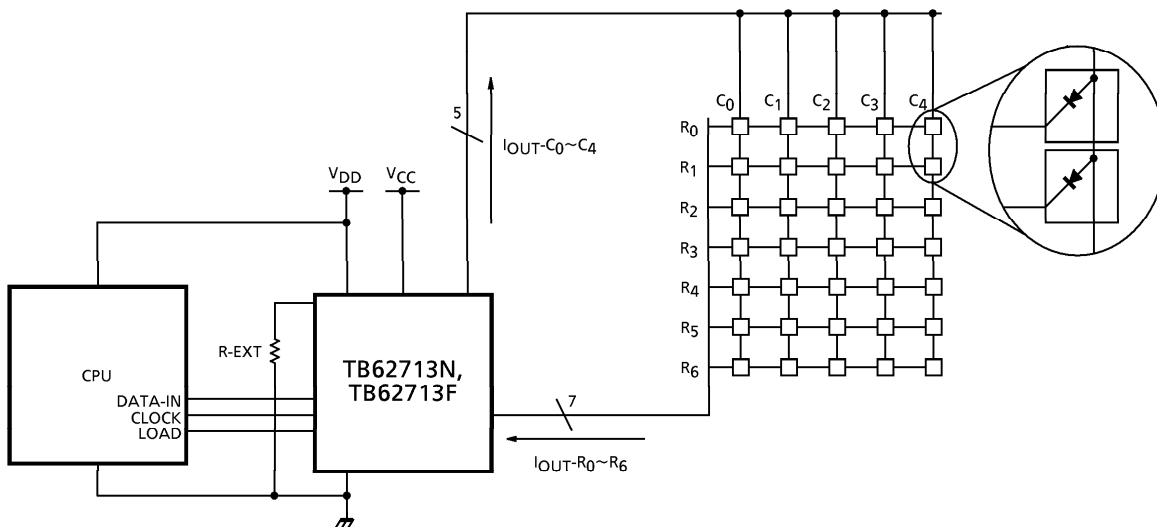 C0 C1 C2 C3 C4
5
IOUT-C0~C4
R0
R1
R2
R3
R4
R5
R6
VDD VCC
R-EXT
CPU
TB62713N,
TB62713F
DATA-IN
CLOCK
LOAD
7
IOUT-R0~R6